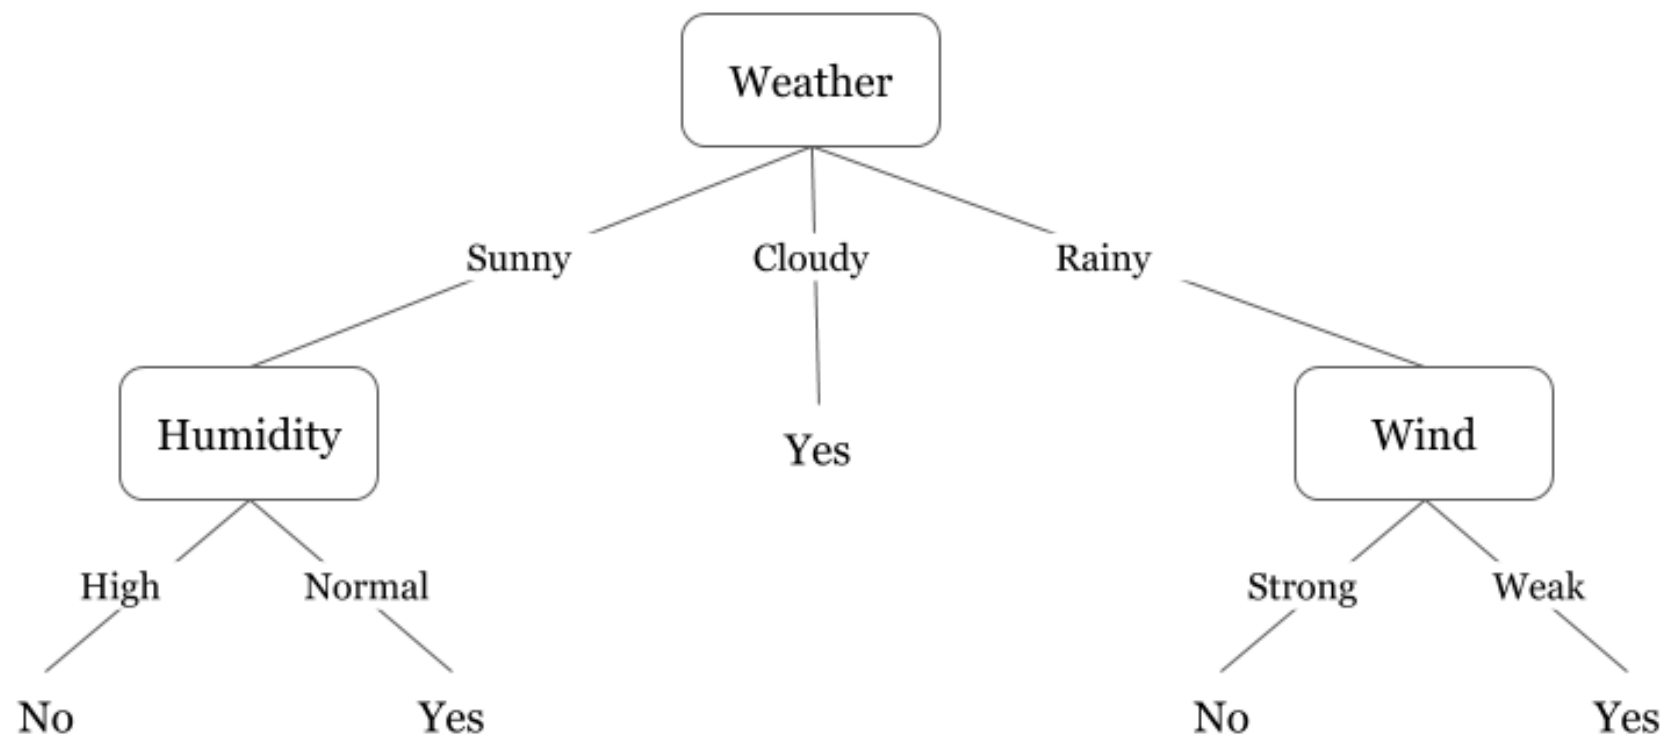 Weather
Sunny
Cloudy
Rainy
Humidity
Yes
Wind
High
Normal
Strong
Weak
No
Yes
No
Yes